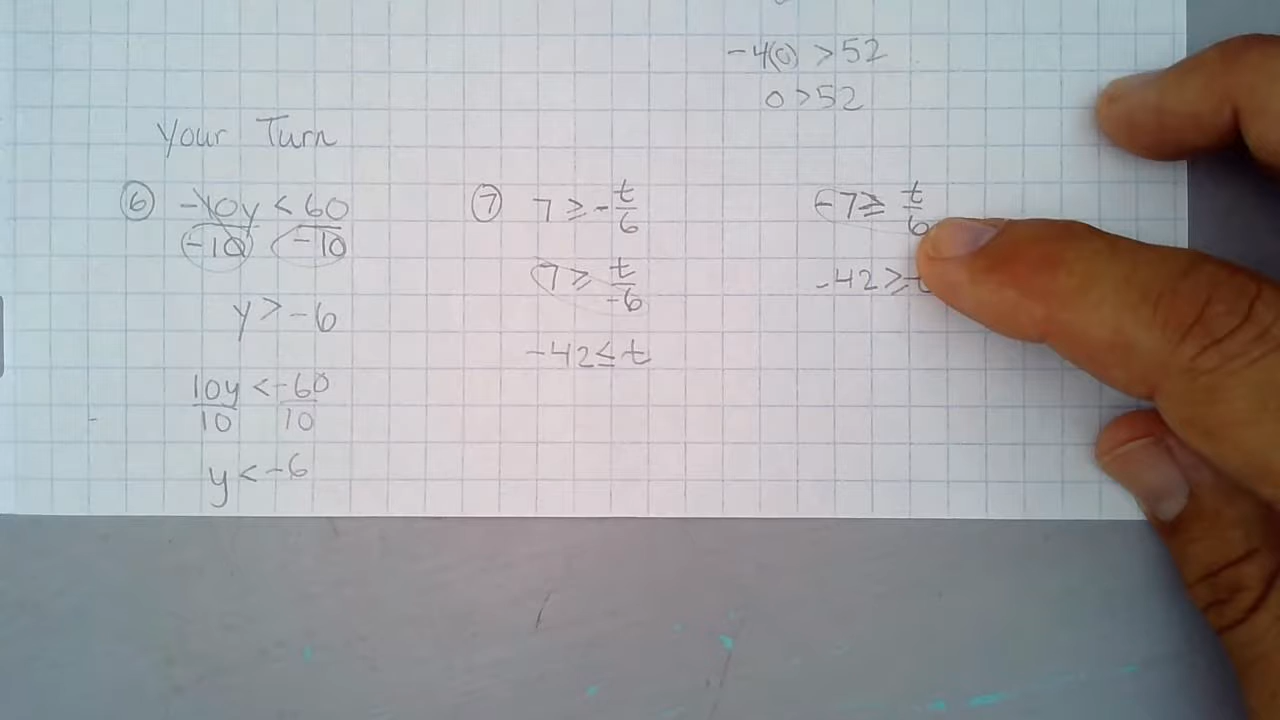 -4(0) > 52
0 > 52
Your Turn
⑥ -10y < 60
-10 -10
y > -6
10y < -60
10 10
y < -6
⑦ 7 ≥ -t/6
7 ≥ t/-6
-42 ≤ t
-7 ≥ t/6
-42 ≥ t